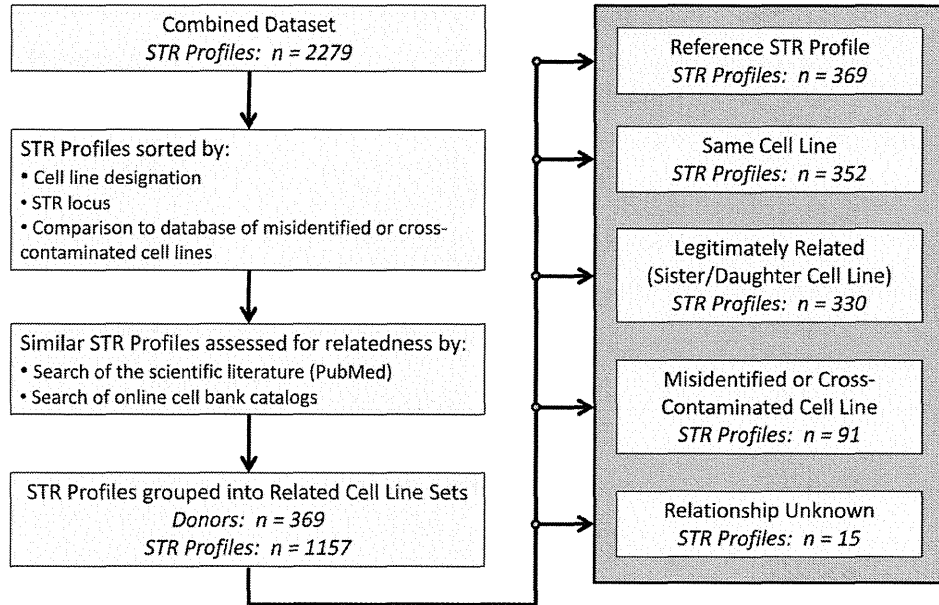 Combined Dataset
STR Profiles: n = 2279
STR Profiles sorted by:
• Cell line designation
• STR locus
• Comparison to database of misidentified or cross-
contaminated cell lines
Similar STR Profiles assessed for relatedness by:
• Search of the scientific literature (PubMed)
• Search of online cell bank catalogs
STR Profiles grouped into Related Cell Line Sets
Donors: n = 369
STR Profiles: n = 1157
Reference STR Profile
STR Profiles: n = 369
Same Cell Line
STR Profiles: n = 352
Legitimately Related
(Sister/Daughter Cell Line)
STR Profiles: n = 330
Misidentified or Cross-
Contaminated Cell Line
STR Profiles: n = 91
Relationship Unknown
STR Profiles: n = 15